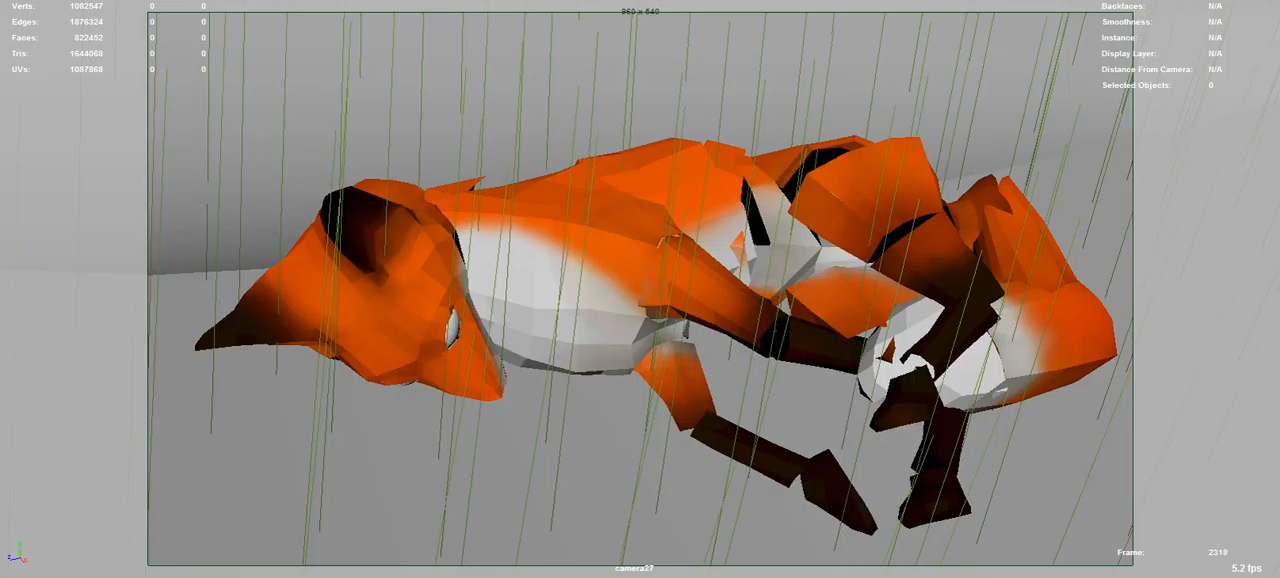 Verts: 1082547 0 0
Edges: 1876324 0 0
Faces: 822452 0 0
Tris: 1644068 0 0
UVs: 1087868 0 0
960 x 540
Backfaces: N/A
Smoothness: N/A
Instance: N/A
Display Layer: N/A
Distance From Camera: N/A
Selected Objects: 0
Frame: 2318
camera27
5.2 fps